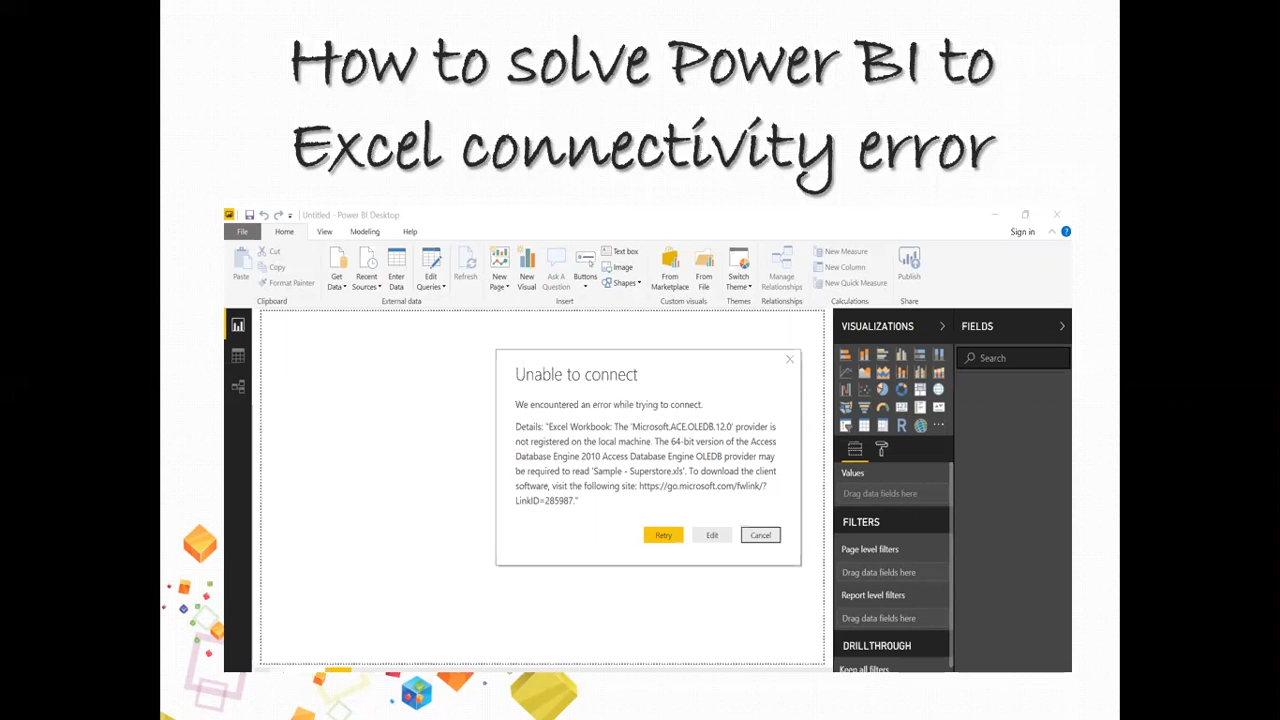 How to solve Power BI to
Excel connectivity error
Untitled - Power BI Desktop
File Home View Modeling Help Sign in
Paste Cut Copy Format Painter
Get Data Recent Sources Enter Data Edit Queries Refresh
New Page New Visual Ask A Question Buttons Text box Image Shapes
From Marketplace From File Switch Theme Manage Relationships
New Measure New Column New Quick Measure Publish
Clipboard External data Insert Custom visuals Themes Relationships Calculations Share
VISUALIZATIONS FIELDS
Search
Unable to connect
We encountered an error while trying to connect.
Details: "Excel Workbook: The 'Microsoft.ACE.OLEDB.12.0' provider is
not registered on the local machine. The 64-bit version of the Access
Database Engine 2010 Access Database Engine OLEDB provider may
be required to read 'Sample - Superstore.xls'. To download the client
software, visit the following site: https://go.microsoft.com/fwlink/?
LinkID=285987."
Retry Edit Cancel
R
Values
Drag data fields here
FILTERS
Page level filters
Drag data fields here
Report level filters
Drag data fields here
DRILLTHROUGH
Keep all filters